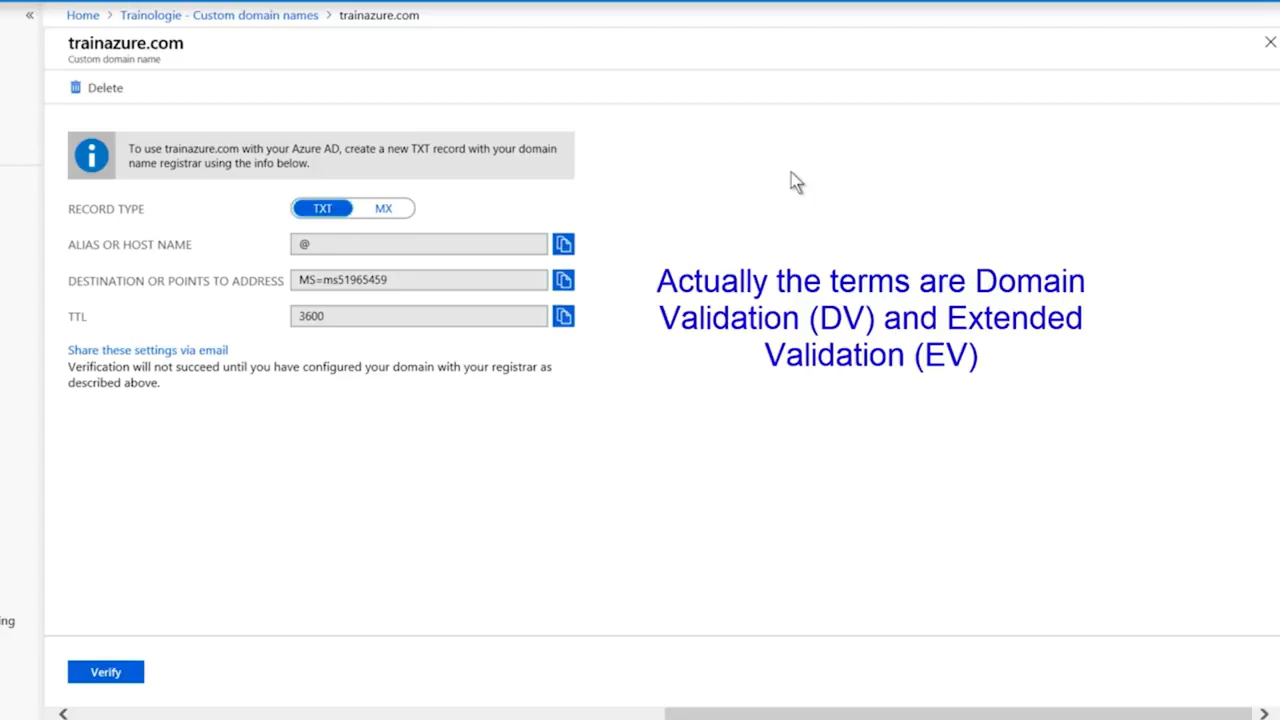 « Home > Trainologie - Custom domain names > trainazure.com
trainazure.com
Custom domain name
Delete
To use trainazure.com with your Azure AD, create a new TXT record with your domain
name registrar using the info below.
RECORD TYPE TXT MX
ALIAS OR HOST NAME @
DESTINATION OR POINTS TO ADDRESS MS=ms51965459
TTL 3600
Share these settings via email
Verification will not succeed until you have configured your domain with your registrar as
described above.
Actually the terms are Domain
Validation (DV) and Extended
Validation (EV)
ing
Verify